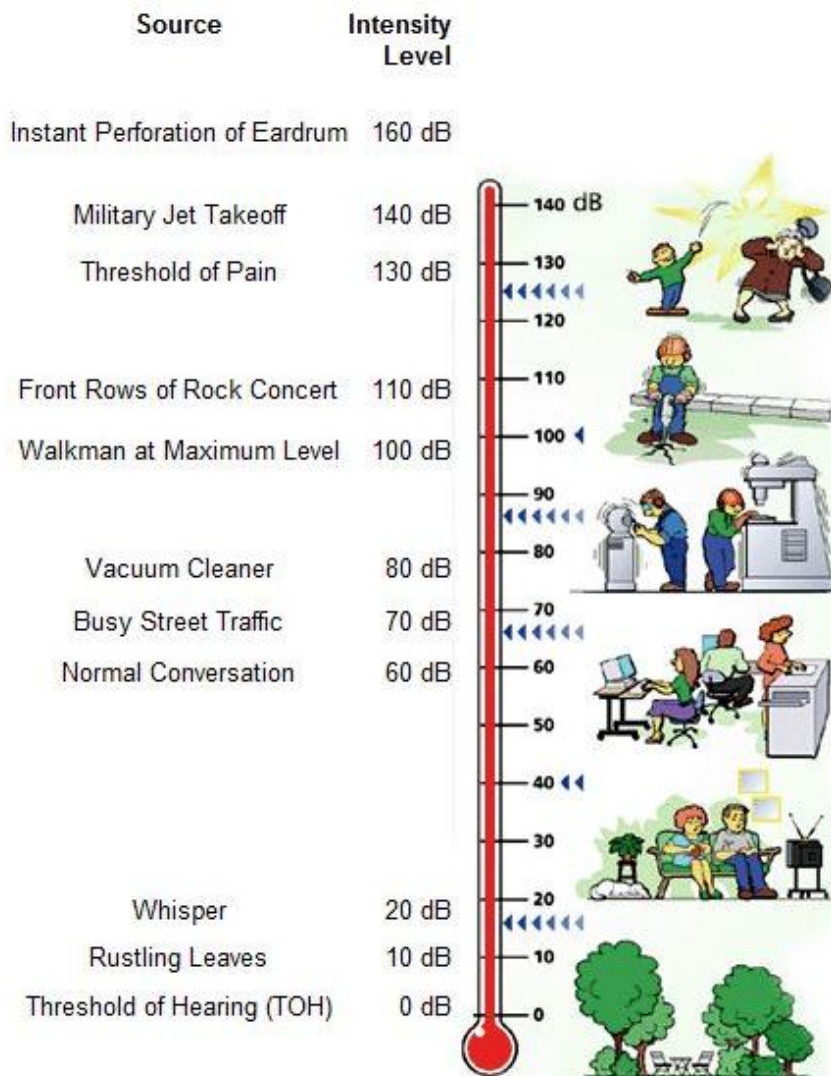 Source Intensity Level
Instant Perforation of Eardrum 160 dB
Military Jet Takeoff 140 dB
Threshold of Pain 130 dB
Front Rows of Rock Concert 110 dB
Walkman at Maximum Level 100 dB
Vacuum Cleaner 80 dB
Busy Street Traffic 70 dB
Normal Conversation 60 dB
Whisper 20 dB
Rustling Leaves 10 dB
Threshold of Hearing (TOH) 0 dB
140 dB
130
120
110
100
90
80
70
60
50
40
30
20
10
0